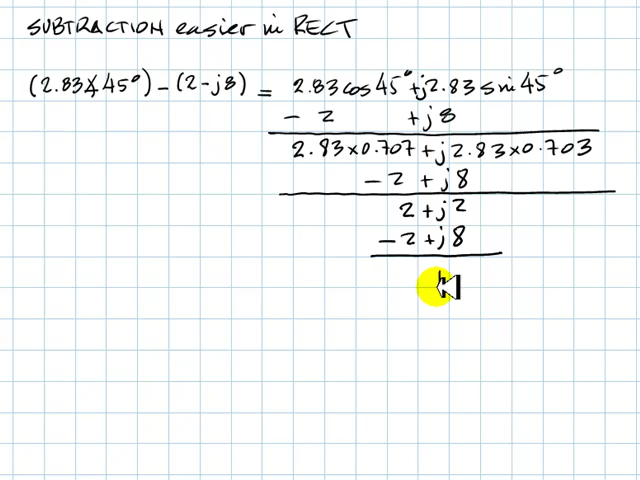 SUBTRACTION easier in RECT
(2.83∡45°) – (2-j8) = 2.83cos45°+j2.83sin45°
– 2 +j8
2.83×0.707+j2.83×0.703
– 2 +j8
2+j2
– 2+j8